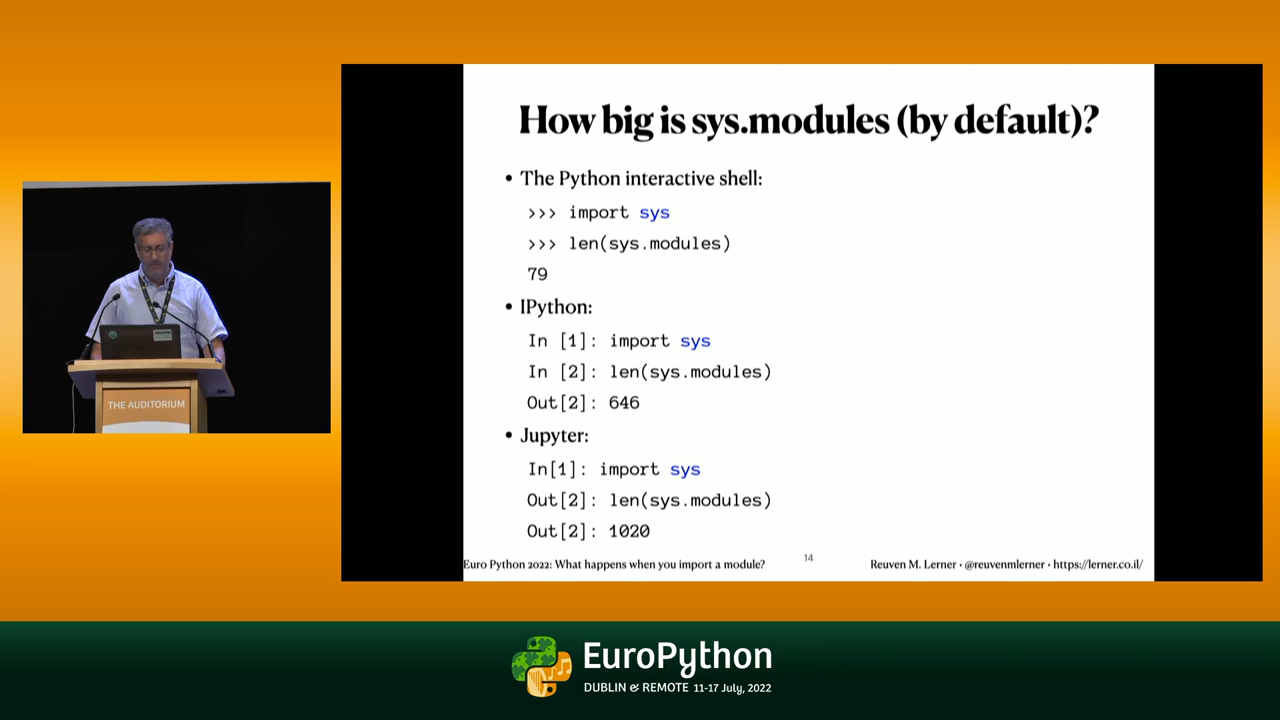 How big is sys.modules (by default)?
• The Python interactive shell:
>>> import sys
>>> len(sys.modules)
79
• IPython:
In [1]: import sys
In [2]: len(sys.modules)
Out[2]: 646
• Jupyter:
In[1]: import sys
Out[2]: len(sys.modules)
Out[2]: 1020
Euro Python 2022: What happens when you import a module?
14
Reuven M. Lerner · @reuvenmlerner · https://lerner.co.il/
THE AUDITORIUM
EuroPython
DUBLIN & REMOTE 11-17 July, 2022